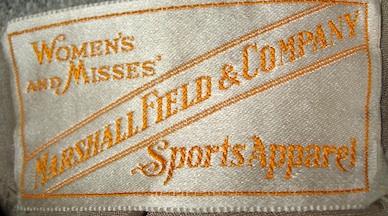 WOMEN'S
AND MISSES'
MARSHALL FIELD & COMPANY
Sports Apparel